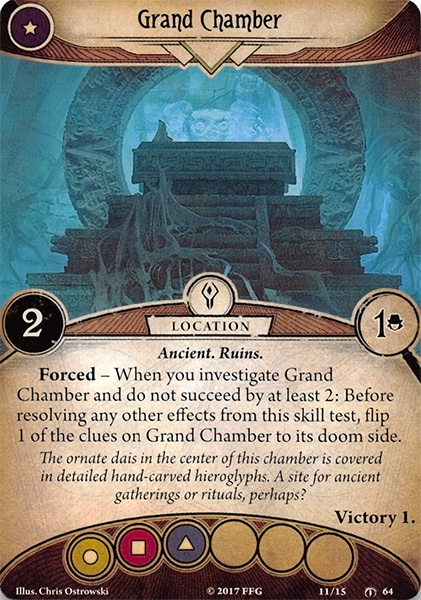 Grand Chamber
2
LOCATION
1
Ancient. Ruins.
Forced – When you investigate Grand
Chamber and do not succeed by at least 2: Before
resolving any other effects from this skill test, flip
1 of the clues on Grand Chamber to its doom side.
The ornate dais in the center of this chamber is covered
in detailed hand-carved hieroglyphs. A site for ancient
gatherings or rituals, perhaps?
Victory 1.
Illus. Chris Ostrowski © 2017 FFG 11/15 64